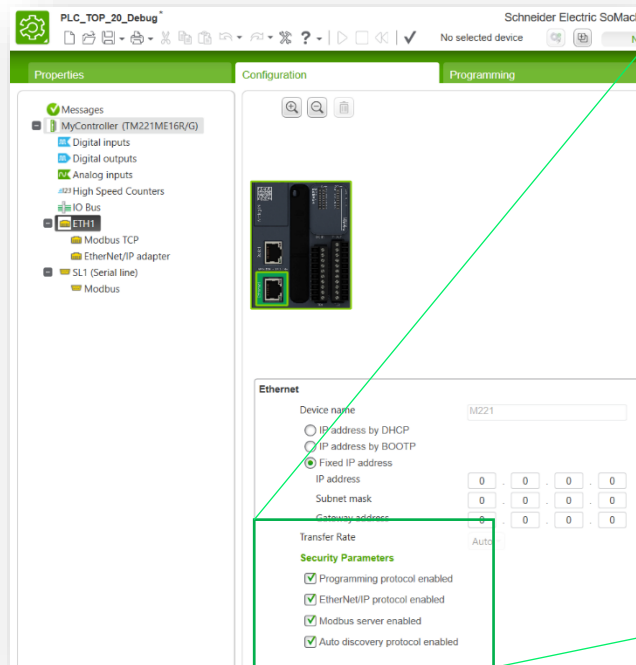 PLC_TOP_20_Debug*
Schneider Electric SoMac
No selected device
N
Properties
Configuration
Programming
Messages
MyController (TM221ME16R/G)
Digital inputs
Digital outputs
Analog inputs
High Speed Counters
IO Bus
ETH1
Modbus TCP
EtherNet/IP adapter
SL1 (Serial line)
Modbus
Ethernet
Device name
M221
IP address by DHCP
IP address by BOOTP
Fixed IP address
IP address
0 . 0 . 0 . 0
Subnet mask
0 . 0 . 0 . 0
Gateway address
0 . 0 . 0 . 0
Transfer Rate
Auto
Security Parameters
Programming protocol enabled
EtherNet/IP protocol enabled
Modbus server enabled
Auto discovery protocol enabled